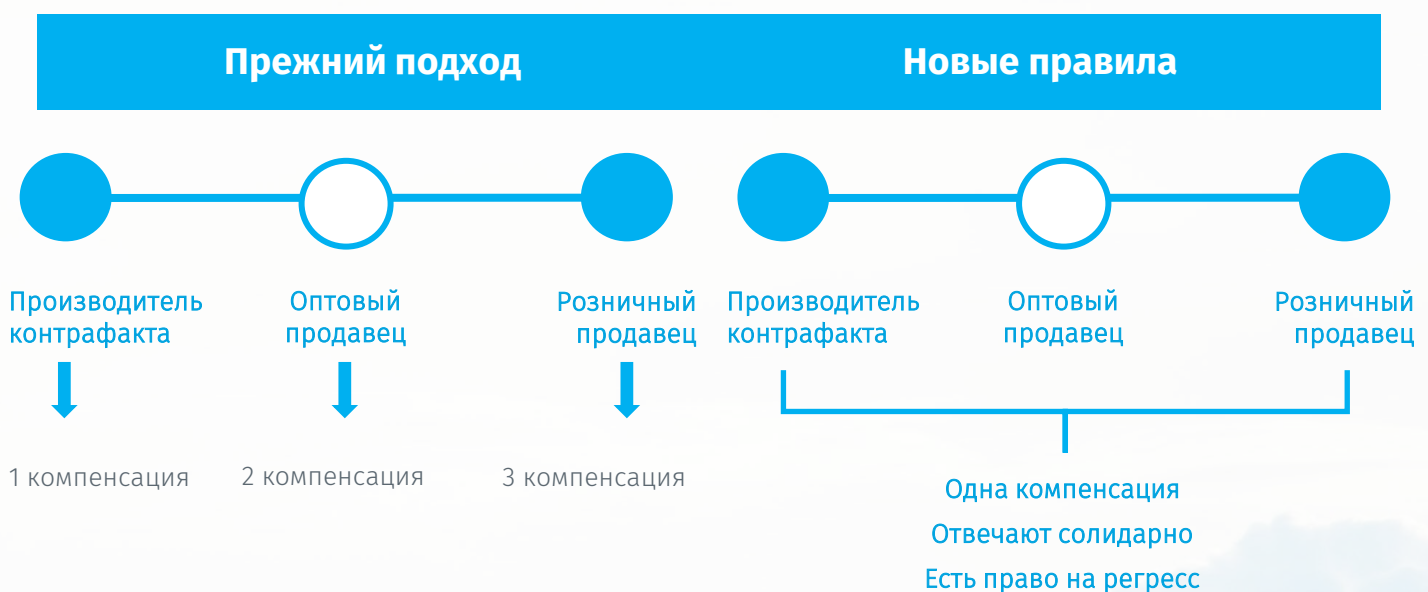 Прежний подход
Новые правила
Производитель
контрафакта
Оптовый
продавец
Розничный
продавец
1 компенсация
2 компенсация
3 компенсация
Производитель
контрафакта
Оптовый
продавец
Розничный
продавец
Одна компенсация
Отвечают солидарно
Есть право на регресс